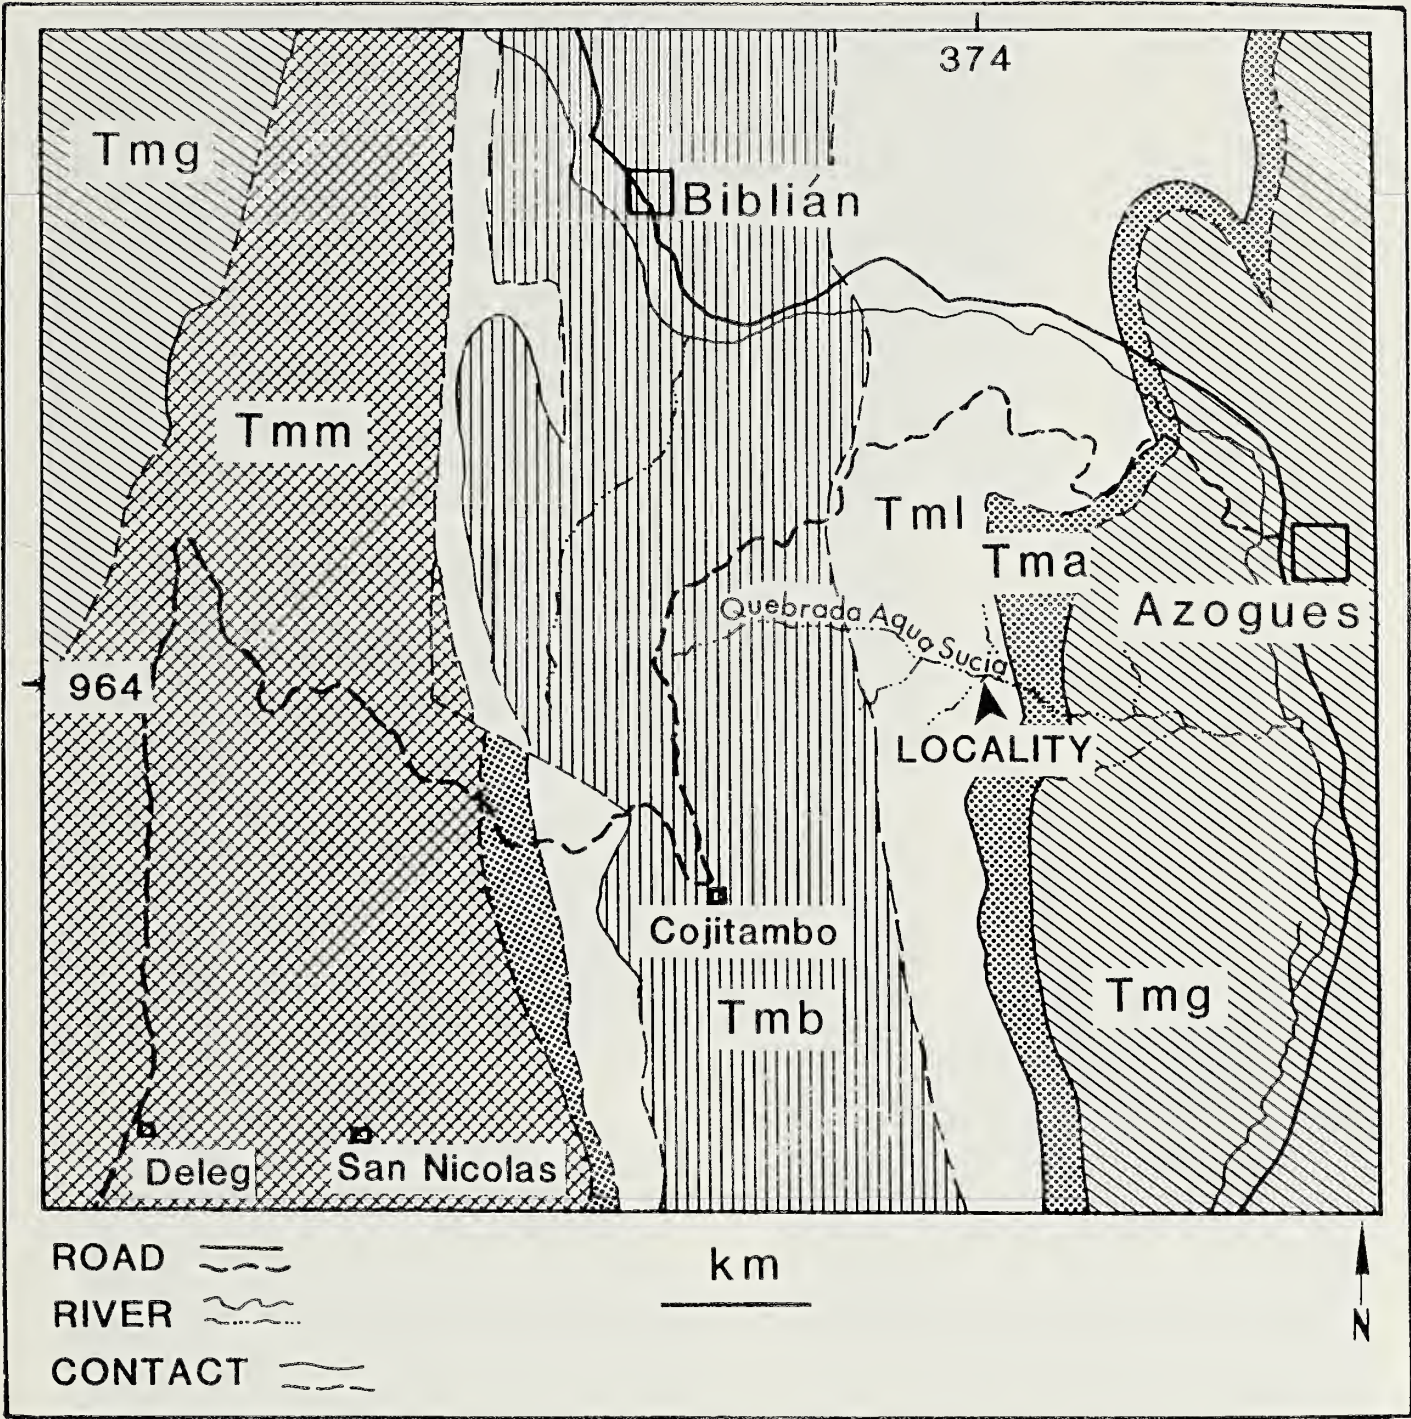 374
Tmg
Biblián
Tmm
Tml
Tma
Azogues
Quebrada Aqua Sucia
964
LOCALITY
Cojitambo
Tmg
Tmb
Deleg
San Nicolas
ROAD
km
RIVER
N
CONTACT